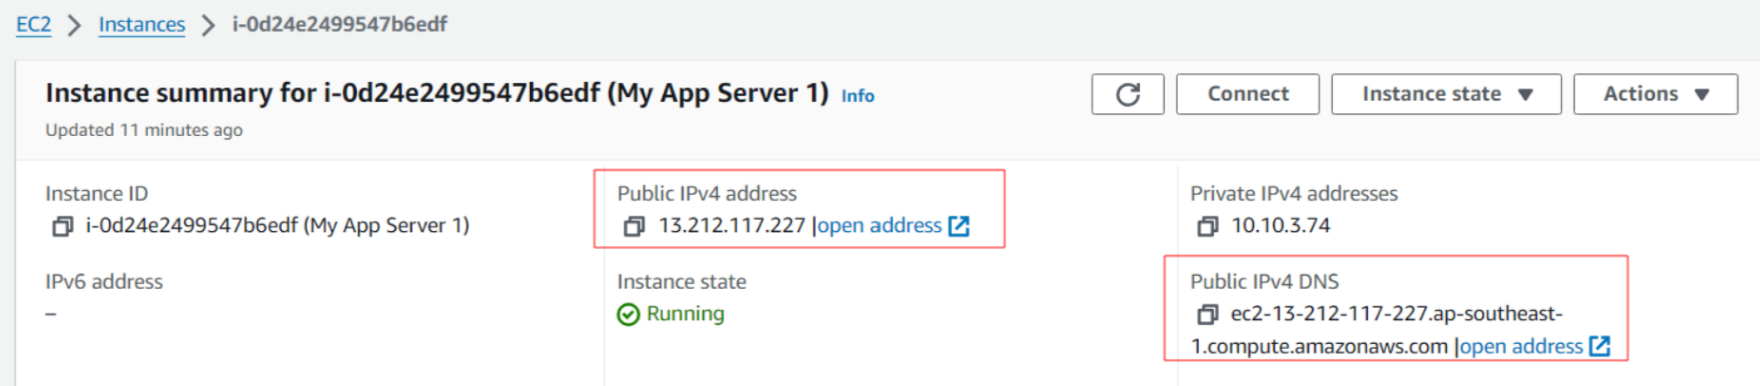 EC2 > Instances > i-0d24e2499547b6edf
Instance summary for i-0d24e2499547b6edf (My App Server 1) Info
Connect
Instance state
Actions
Updated 11 minutes ago
Instance ID
i-0d24e2499547b6edf (My App Server 1)
Public IPv4 address
13.212.117.227 |open address
Private IPv4 addresses
10.10.3.74
IPv6 address
–
Instance state
Running
Public IPv4 DNS
ec2-13-212-117-227.ap-southeast-
1.compute.amazonaws.com |open address